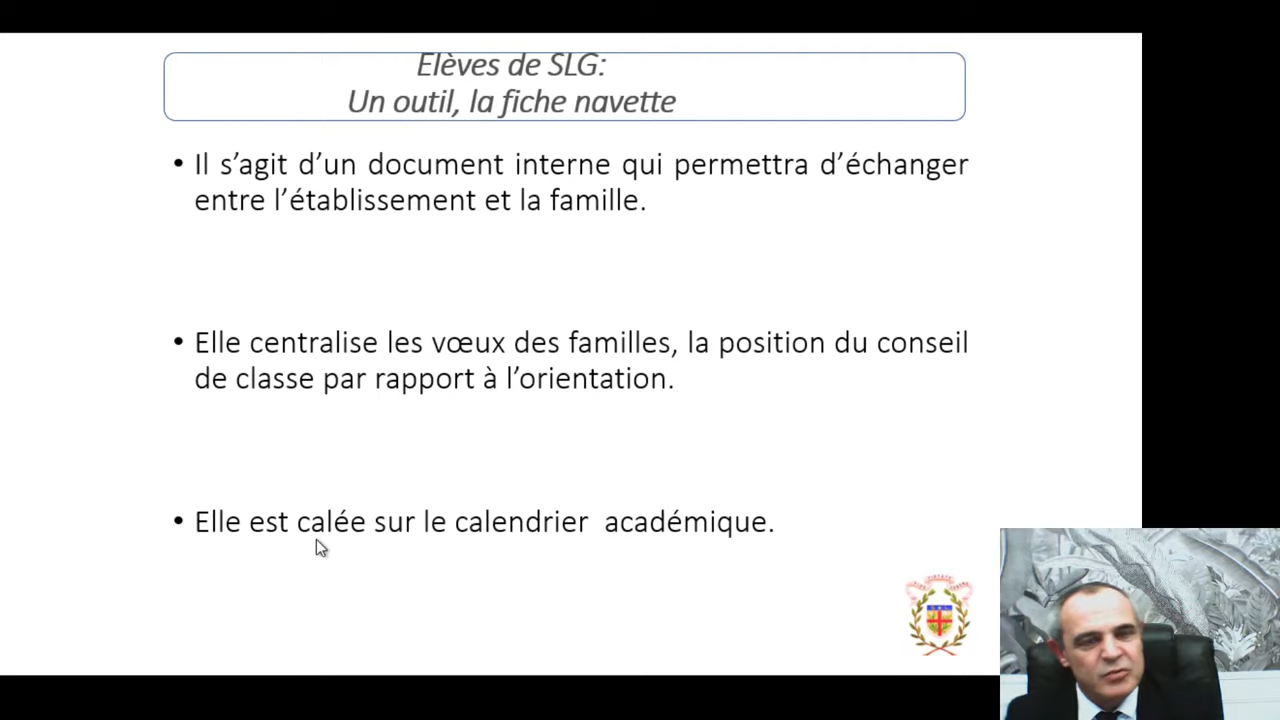 Elèves de SLG:
Un outil, la fiche navette
• Il s’agit d’un document interne qui permettra d’échanger
entre l’établissement et la famille.
• Elle centralise les vœux des familles, la position du conseil
de classe par rapport à l’orientation.
• Elle est calée sur le calendrier académique.